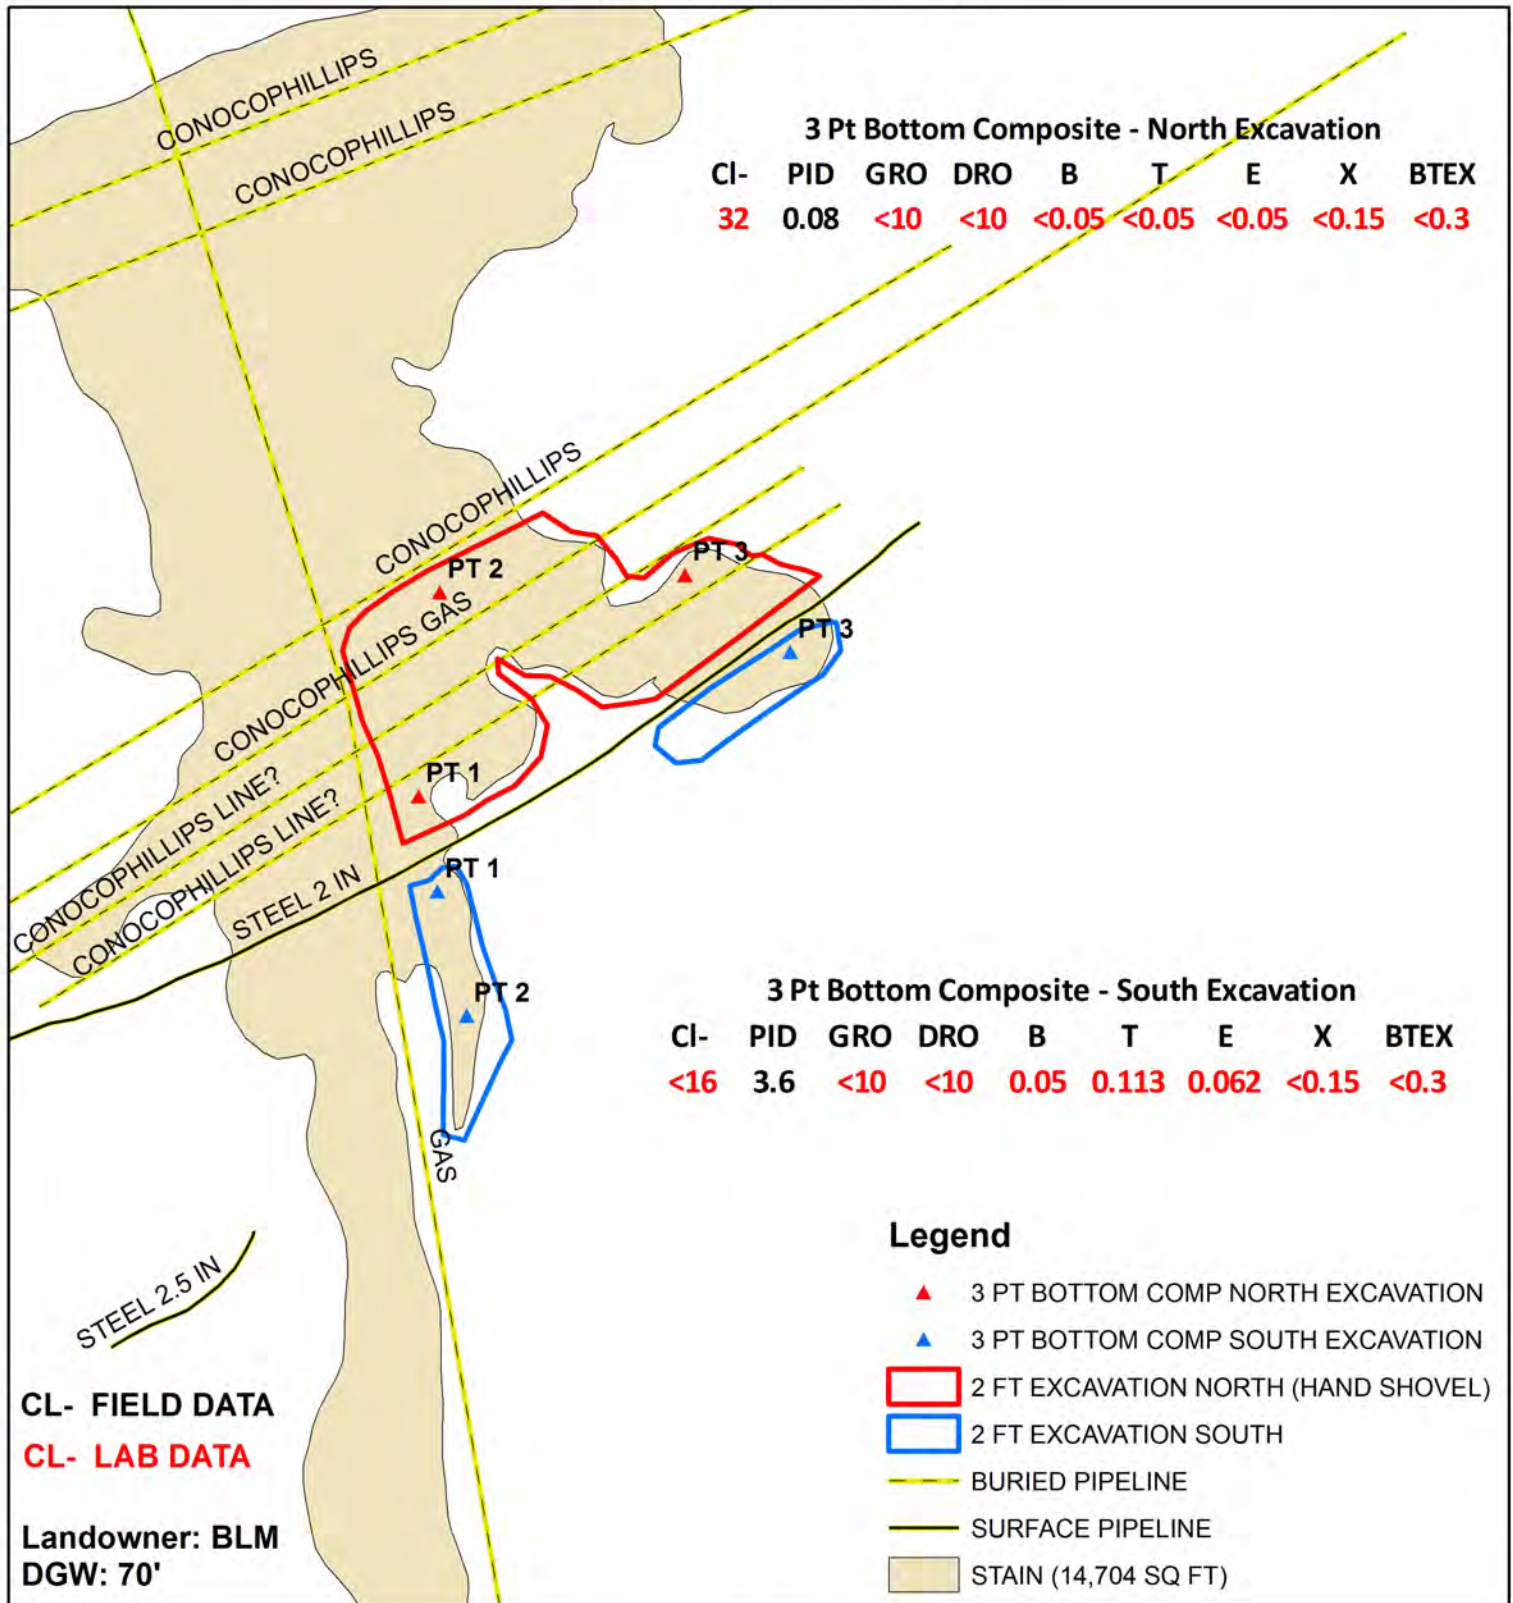 CONOCOPHILLIPS
CONOCOPHILLIPS
3 Pt Bottom Composite - North Excavation
Cl- PID GRO DRO B T E X BTEX
32 0.08 <10 <10 <0.05 <0.05 <0.05 <0.15 <0.3
CONOCOPHILLIPS
PT 2
PT 3
CONOCOPHILLIPS GAS
PT 3
CONOCOPHILLIPS LINE?
PT 1
CONOCOPHILLIPS LINE?
STEEL 2 IN
PT 1
PT 2
3 Pt Bottom Composite - South Excavation
Cl- PID GRO DRO B T E X BTEX
<16 3.6 <10 <10 0.05 0.113 0.062 <0.15 <0.3
GAS
STEEL 2.5 IN
CL- FIELD DATA
CL- LAB DATA
Landowner: BLM
DGW: 70'
Legend
3 PT BOTTOM COMP NORTH EXCAVATION
3 PT BOTTOM COMP SOUTH EXCAVATION
2 FT EXCAVATION NORTH (HAND SHOVEL)
2 FT EXCAVATION SOUTH
BURIED PIPELINE
SURFACE PIPELINE
STAIN (14,704 SQ FT)